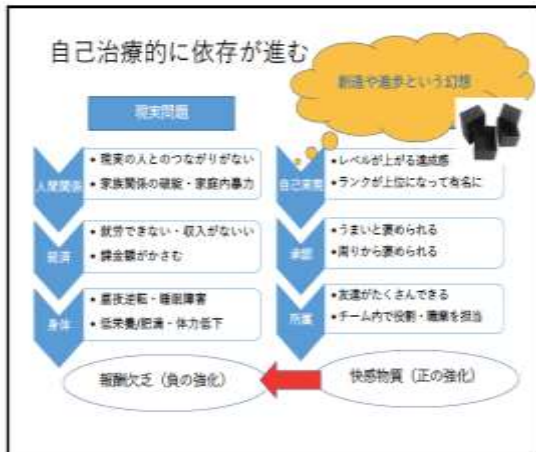 自己治療的に依存が進む
創造や進歩という幻想
現実問題
人間関係
• 現実の人とのつながりがない
• 家族関係の破綻・家庭内暴力
経済
• 就労できない・収入がないい
• 課金額がかさむ
身体
• 昼夜逆転・睡眠障害
• 低栄養/肥満・体力低下
報酬欠乏（負の強化）
自己実現
• レベルが上がる達成感
• ランクが上位になって有名に
承認
• うまいと褒められる
• 周りから褒められる
所属
• 友達がたくさんできる
• チーム内で役割・職業を担当
快感物質（正の強化）